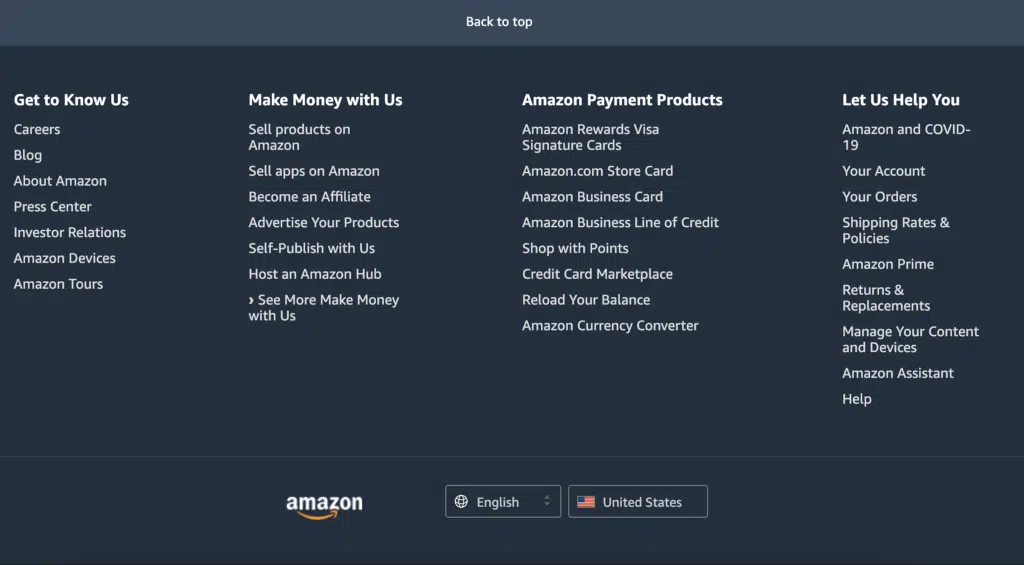 Back to top
Get to Know Us
Careers
Blog
About Amazon
Press Center
Investor Relations
Amazon Devices
Amazon Tours
Make Money with Us
Sell products on
Amazon
Sell apps on Amazon
Become an Affiliate
Advertise Your Products
Self-Publish with Us
Host an Amazon Hub
› See More Make Money
with Us
Amazon Payment Products
Amazon Rewards Visa
Signature Cards
Amazon.com Store Card
Amazon Business Card
Amazon Business Line of Credit
Shop with Points
Credit Card Marketplace
Reload Your Balance
Amazon Currency Converter
Let Us Help You
Amazon and COVID-
19
Your Account
Your Orders
Shipping Rates &
Policies
Amazon Prime
Returns &
Replacements
Manage Your Content
and Devices
Amazon Assistant
Help
amazon
English
United States